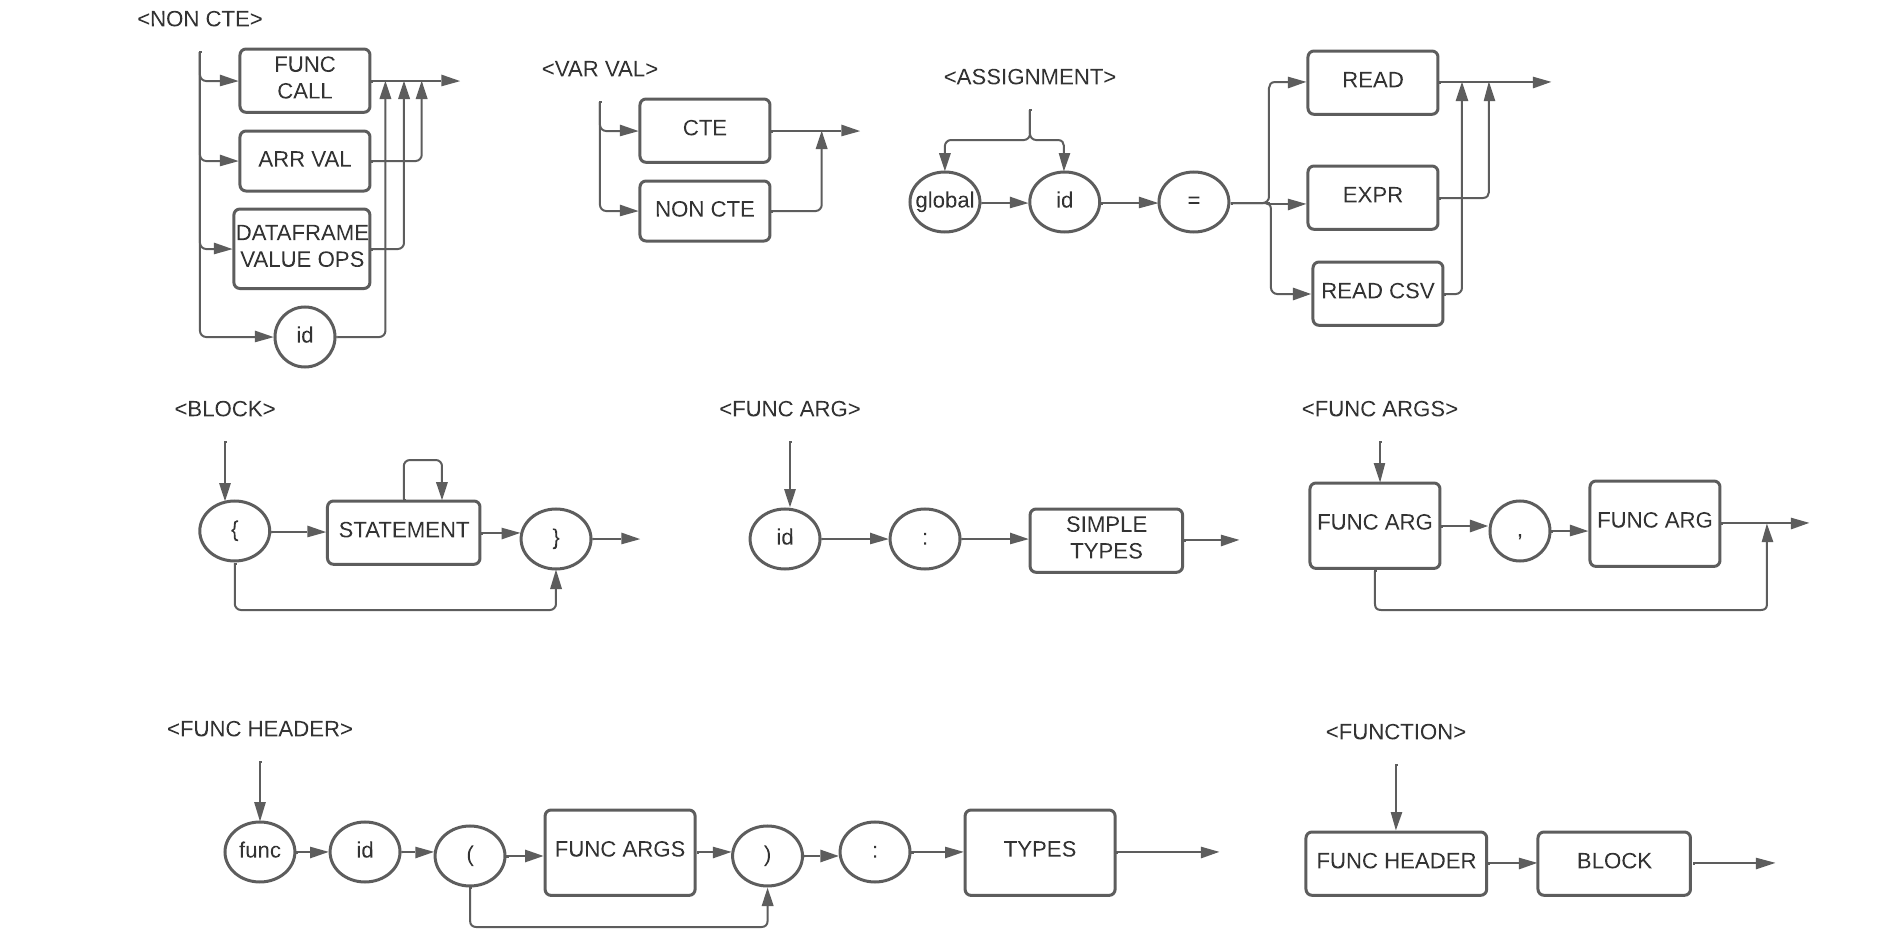 <NON CTE>
FUNC
CALL
ARR VAL
DATAFRAME
VALUE OPS
id
<VAR VAL>
CTE
NON CTE
<ASSIGNMENT>
global
id
=
READ
EXPR
READ CSV
<BLOCK>
{
STATEMENT
}
<FUNC ARG>
id
:
SIMPLE
TYPES
<FUNC ARGS>
FUNC ARG
,
FUNC ARG
<FUNC HEADER>
func
id
(
FUNC ARGS
)
:
TYPES
<FUNCTION>
FUNC HEADER
BLOCK